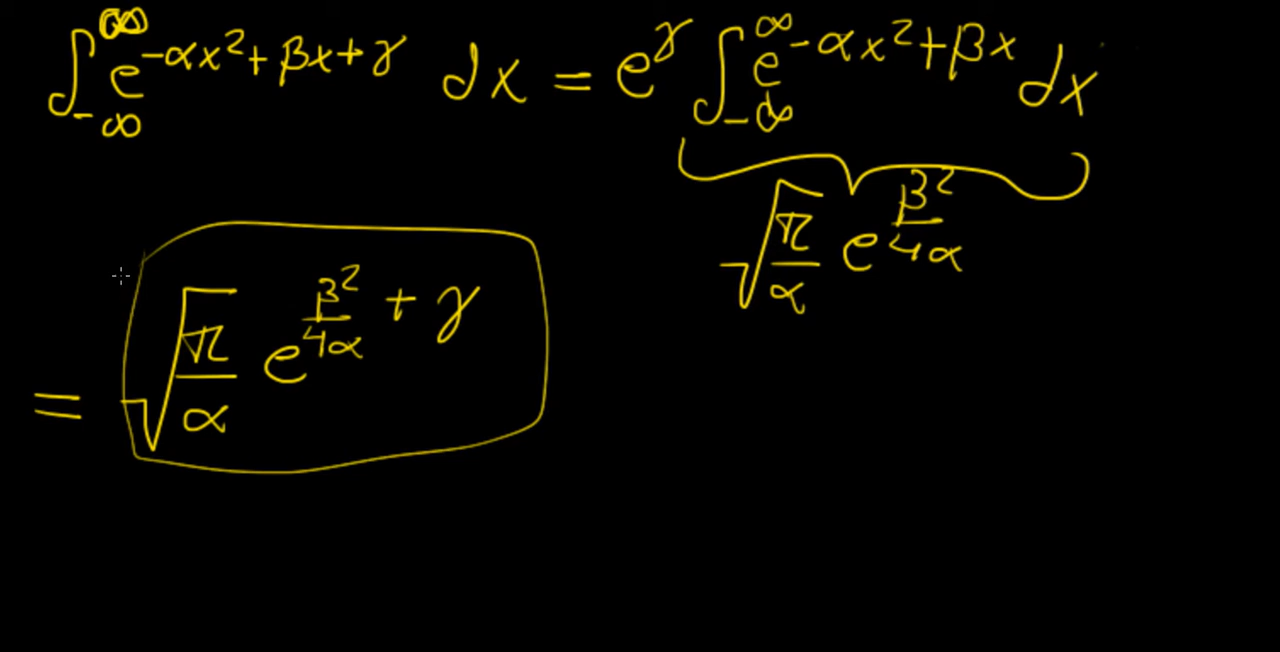 ∫_{-∞}^{∞} e^{-αx²+βx+γ} dx = e^γ ∫_{-∞}^{∞} e^{-αx²+βx} dx
√(π/α) e^{β²/4α}
= √(π/α) e^{β²/4α + γ}